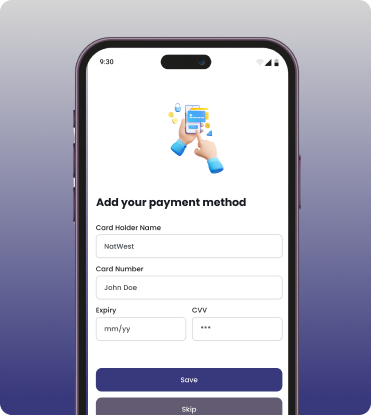 9:30
Add your payment method
Card Holder Name
NatWest
Card Number
John Doe
Expiry CVV
mm/yy ***
Save
Skip